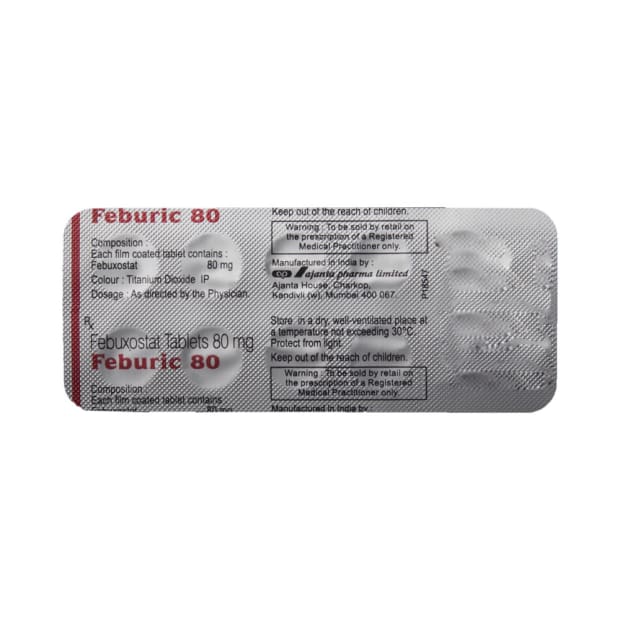 Feburic 80
Composition :
Each film coated tablet contains :
Febuxostat 80 mg
Colour : Titanium Dioxide IP
Dosage : As directed by the Physician.
Rx
Febuxostat Tablets 80 mg
Feburic 80
Composition :
Each film coated tablet contains
Febuxostat 80 mg
Keep out of the reach of children.
Warning : To be sold by retail on
the prescription of a Registered
Medical Practitioner only.
Manufactured in India by :
ap ajanta pharma limited
Ajanta House, Charkop,
Kandivli (w), Mumbai 400 067.
Store in a dry, well-ventilated place at
a temperature not exceeding 30°C.
Protect from light.
Keep out of the reach of children.
Warning : To be sold by retail on
the prescription of a Registered
Medical Practitioner only.
Manufactured in India by :
P18547